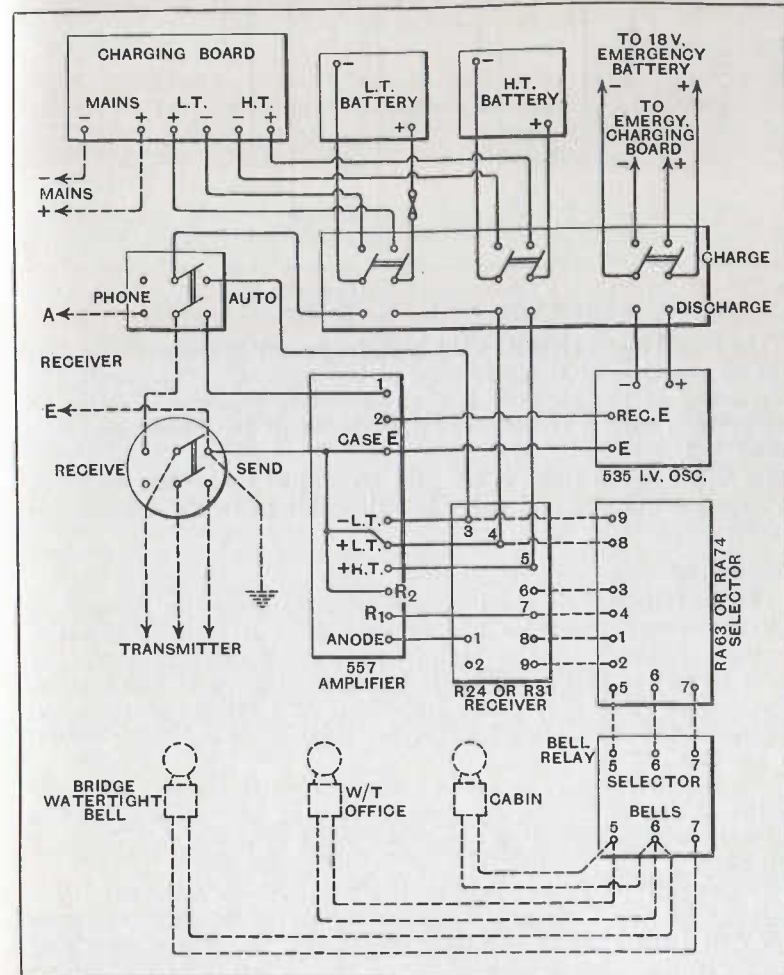 CHARGING BOARD
MAINS L.T. H.T.
- + + - - +
- MAINS
+
-
L.T. BATTERY
+
-
H.T. BATTERY
+
TO 18 V. EMERGENCY BATTERY
- +
TO EMERGY. CHARGING BOARD
- +
CHARGE
DISCHARGE
PHONE AUTO
A
RECEIVER
E
RECEIVE SEND
TRANSMITTER
1
2
CASE E
-L.T.
+L.T.
+H.T.
R2
R1
ANODE
557 AMPLIFIER
3 4 5
6
7
1 8
2 9
R24 OR R31 RECEIVER
- +
REC. E
E
535 I.V. OSC.
9
8
3
4
1
2
5 6 7
RA63 OR RA74 SELECTOR
BELL RELAY
5 6 7
SELECTOR
BELLS
5 6 7
BRIDGE WATERTIGHT BELL
W/T OFFICE
CABIN